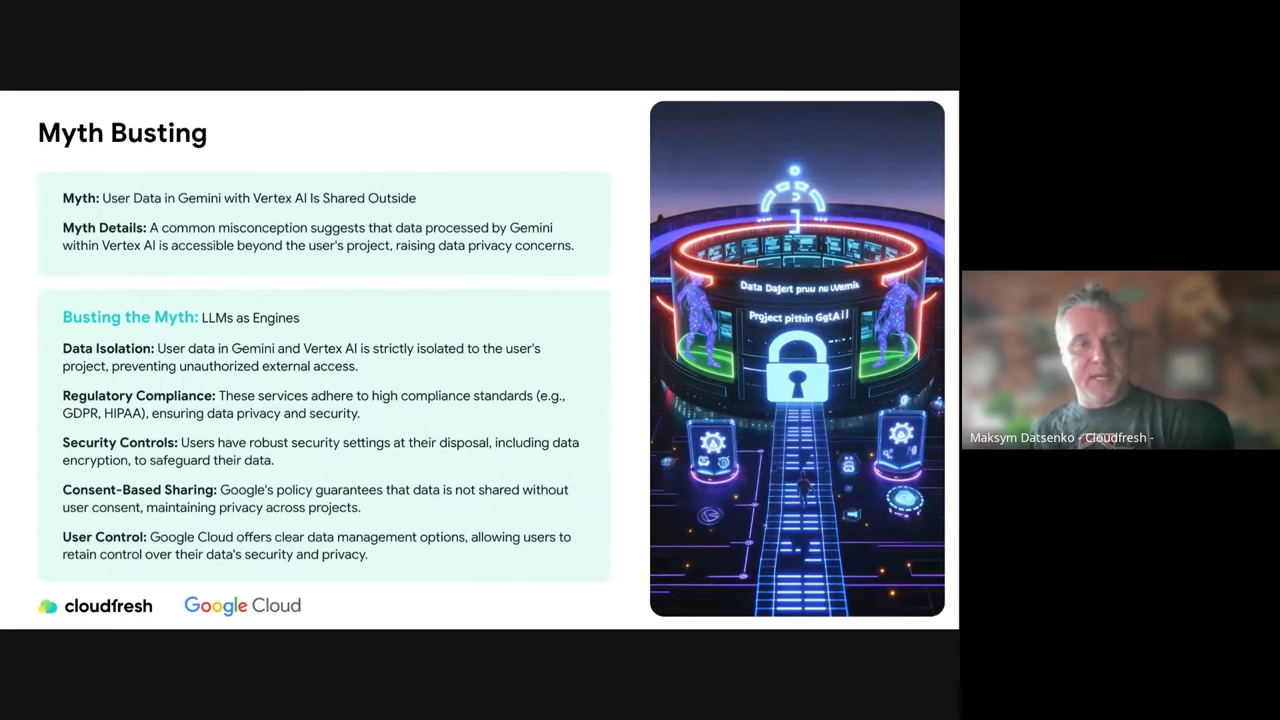 Myth Busting
Myth: User Data in Gemini with Vertex AI Is Shared Outside
Myth Details: A common misconception suggests that data processed by Gemini
within Vertex AI is accessible beyond the user's project, raising data privacy concerns.
Busting the Myth: LLMs as Engines
Data Isolation: User data in Gemini and Vertex AI is strictly isolated to the user's
project, preventing unauthorized external access.
Regulatory Compliance: These services adhere to high compliance standards (e.g.,
GDPR, HIPAA), ensuring data privacy and security.
Security Controls: Users have robust security settings at their disposal, including data
encryption, to safeguard their data.
Consent-Based Sharing: Google's policy guarantees that data is not shared without
user consent, maintaining privacy across projects.
User Control: Google Cloud offers clear data management options, allowing users to
retain control over their data's security and privacy.
cloudfresh
Google Cloud
Data
Project
Maksym Datsenko - Cloudfresh -